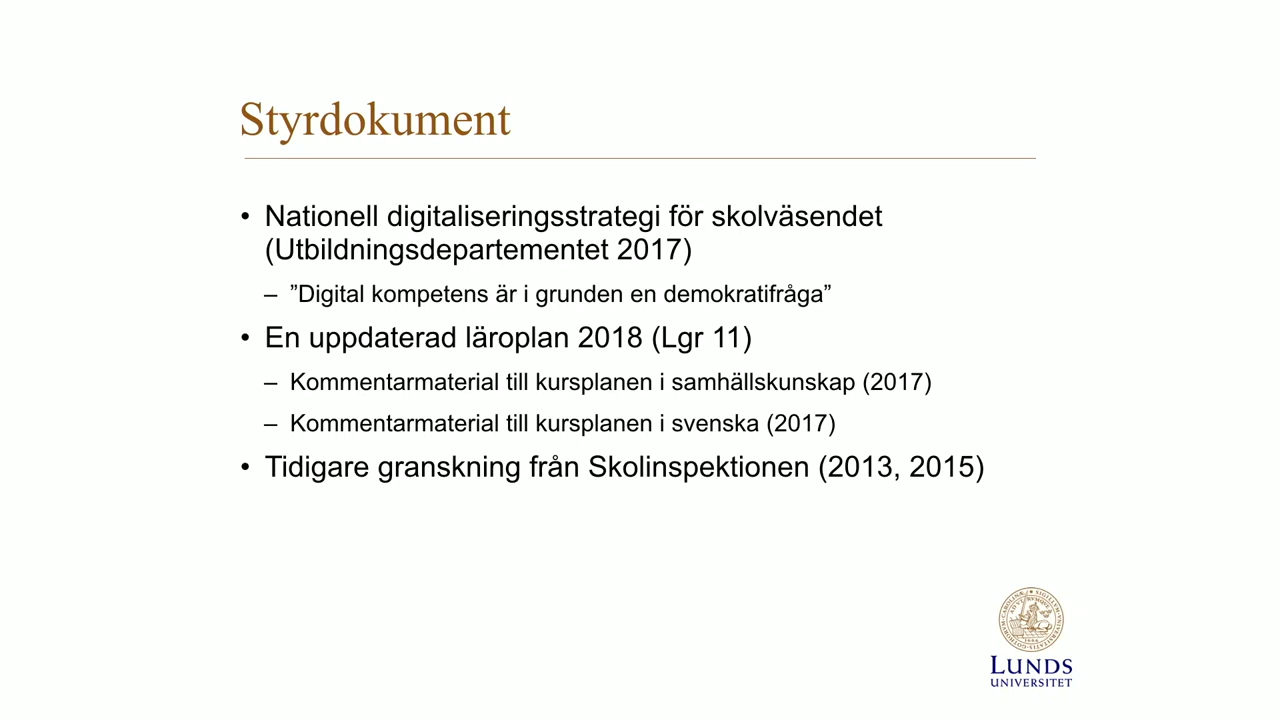 Styrdokument
• Nationell digitaliseringsstrategi för skolväsendet
(Utbildningsdepartementet 2017)
– ”Digital kompetens är i grunden en demokratifråga”
• En uppdaterad läroplan 2018 (Lgr 11)
– Kommentarmaterial till kursplanen i samhällskunskap (2017)
– Kommentarmaterial till kursplanen i svenska (2017)
• Tidigare granskning från Skolinspektionen (2013, 2015)
LUNDS
UNIVERSITET